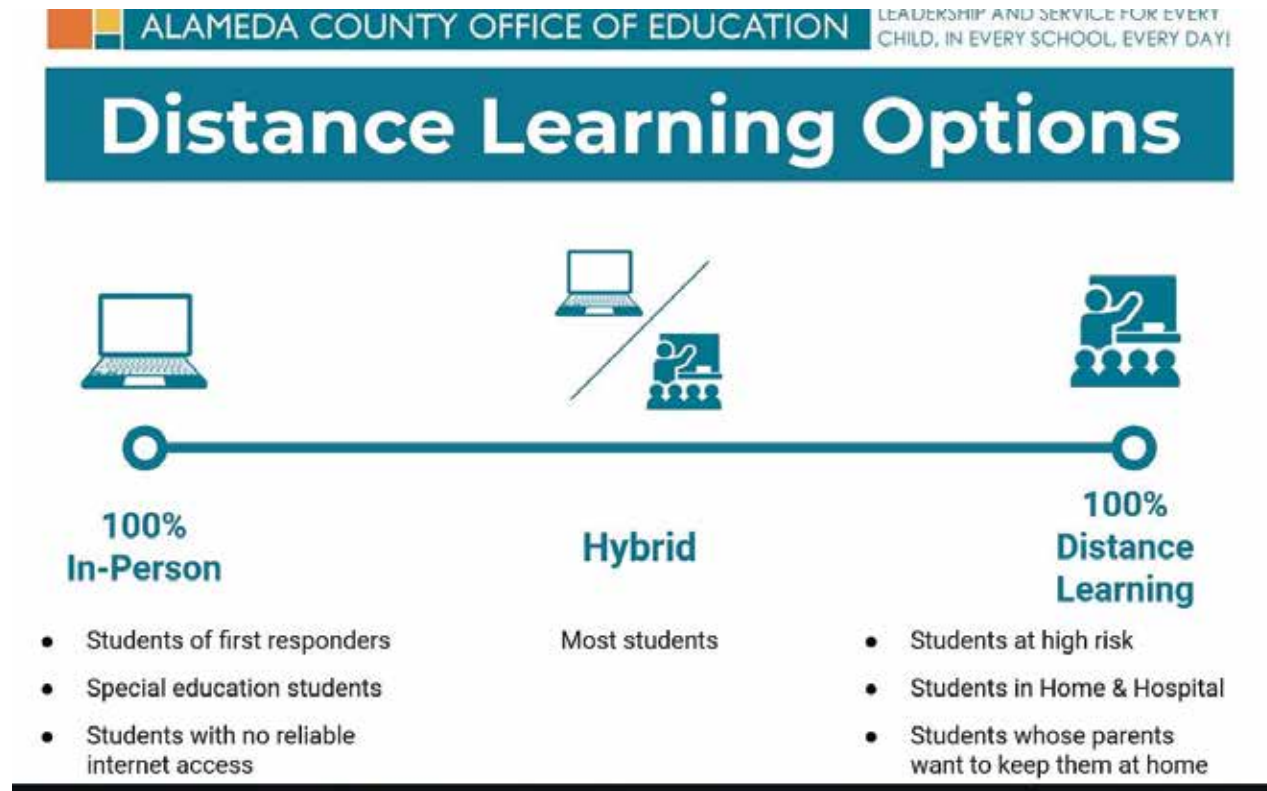 ALAMEDA COUNTY OFFICE OF EDUCATION
LEADERSHIP AND SERVICE FOR EVERY
CHILD, IN EVERY SCHOOL, EVERY DAY!
Distance Learning Options
100%
In-Person
• Students of first responders
• Special education students
• Students with no reliable
internet access
Hybrid
Most students
100%
Distance
Learning
• Students at high risk
• Students in Home & Hospital
• Students whose parents
want to keep them at home